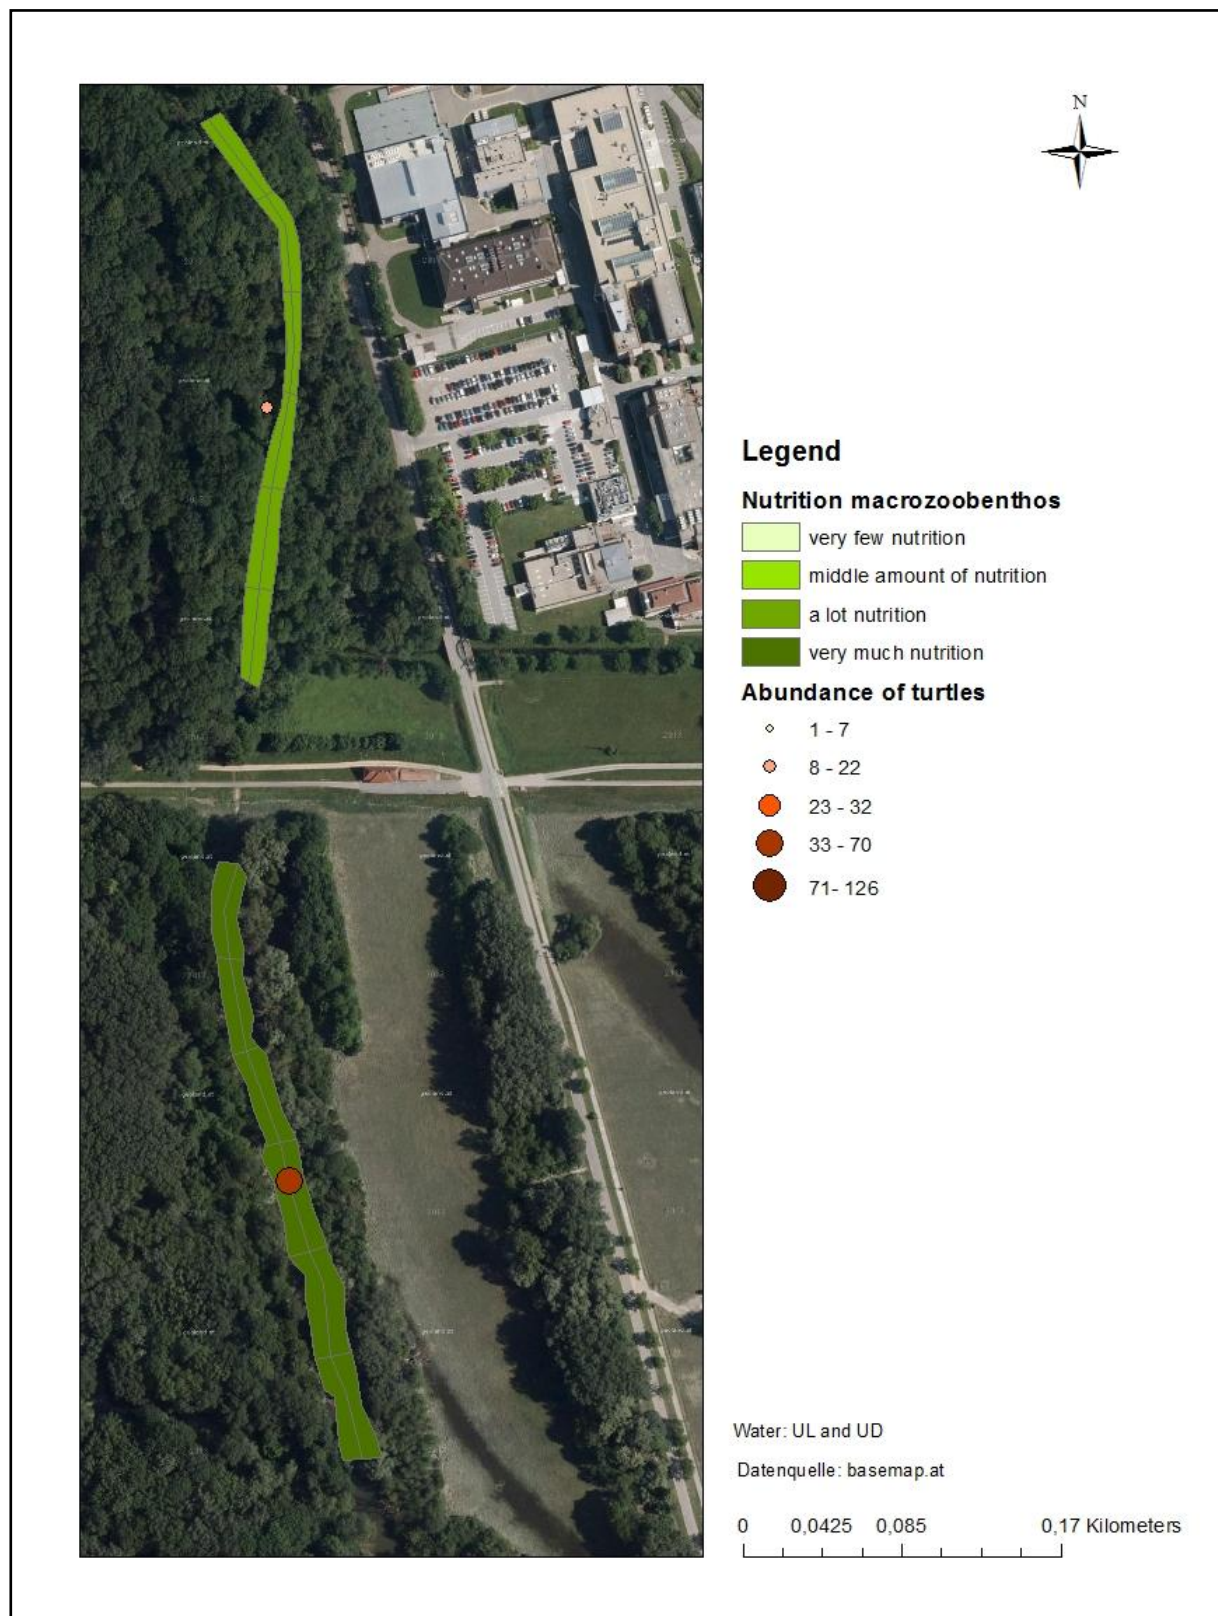 N
Legend
Nutrition macrozoobenthos
very few nutrition
middle amount of nutrition
a lot nutrition
very much nutrition
Abundance of turtles
1 - 7
8 - 22
23 - 32
33 - 70
71- 126
Water: UL and UD
Datenquelle: basemap.at
0 0,0425 0,085 0,17 Kilometers